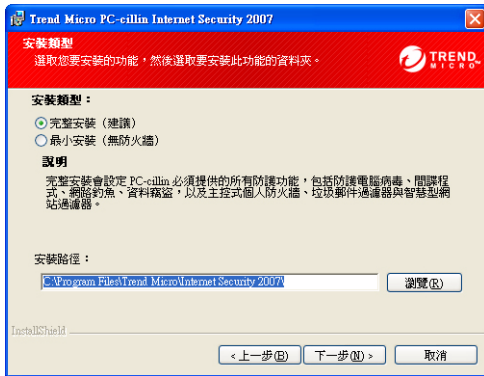 Trend Micro PC-cillin Internet Security 2007
安裝類型
選取您要安裝的功能，然後選取要安裝此功能的資料夾。
TREND
MICRO
安裝類型：
完整安裝（建議）
最小安裝（無防火牆）
說明
完整安裝會設定 PC-cillin 必須提供的所有防護功能，包括防護電腦病毒、間諜程
式、網路釣魚、資料竊盜，以及主控式個人防火牆、垃圾郵件過濾器與智慧型網
站過濾器。
安裝路徑：
C:\Program Files\Trend Micro\Internet Security 2007\
瀏覽(R)
InstallShield
<上一步(B)
下一步(N)>
取消